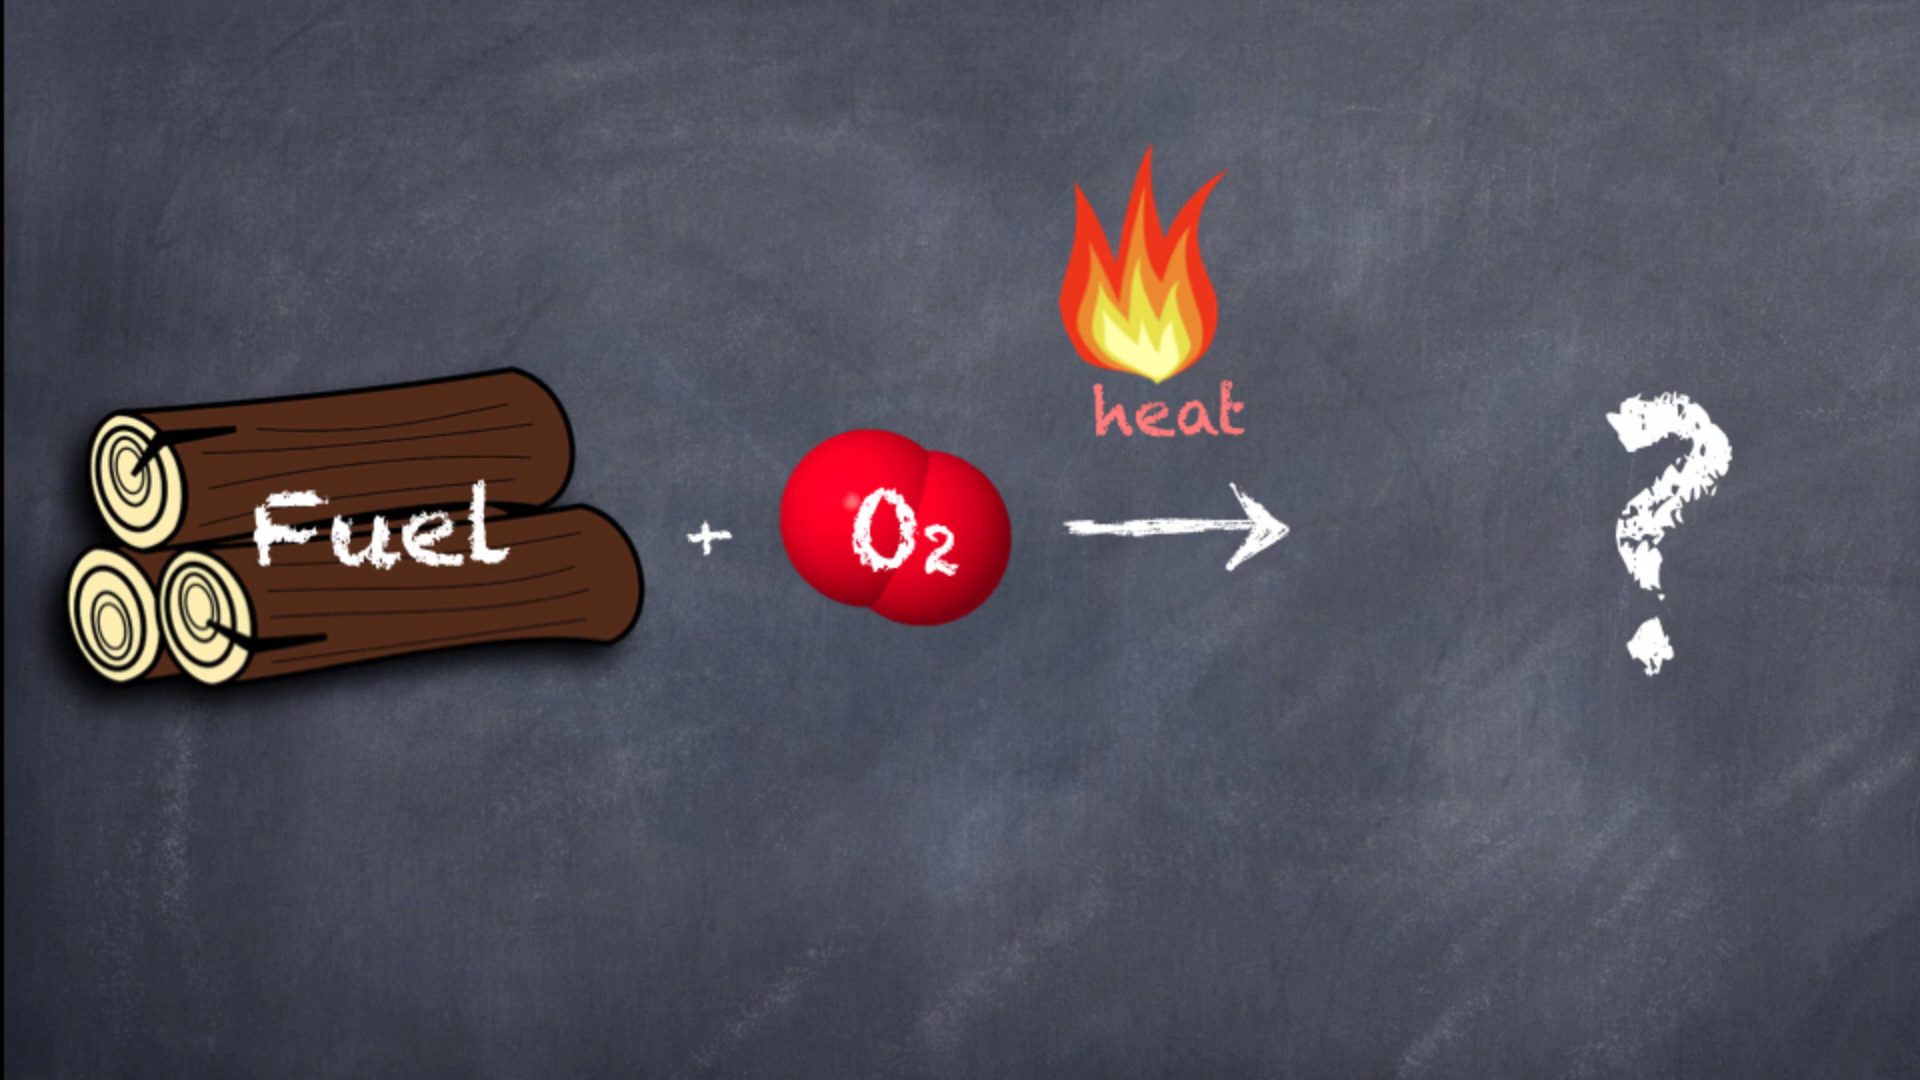 heat
Fuel + O₂ → ?